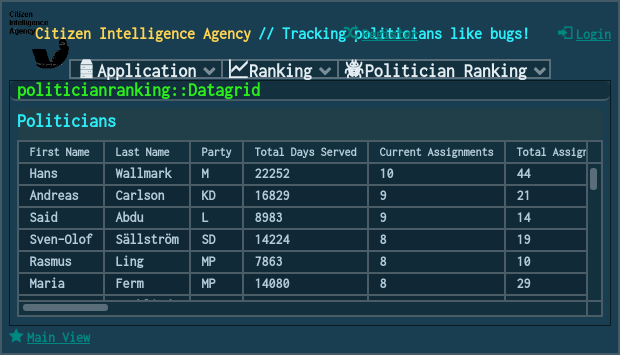 Citizen
Intelligence
Agency
Citizen Intelligence Agency // Tracking politicians like bugs!
Login
Application Ranking Politician Ranking
politicianranking::Datagrid
Politicians
First Name Last Name Party Total Days Served Current Assignments Total Assign
Hans Wallmark M 22252 10 44
Andreas Carlson KD 16829 9 21
Said Abdu L 8983 9 14
Sven-Olof Sällström SD 14224 8 19
Rasmus Ling MP 7863 8 10
Maria Ferm MP 14080 8 29
Main View